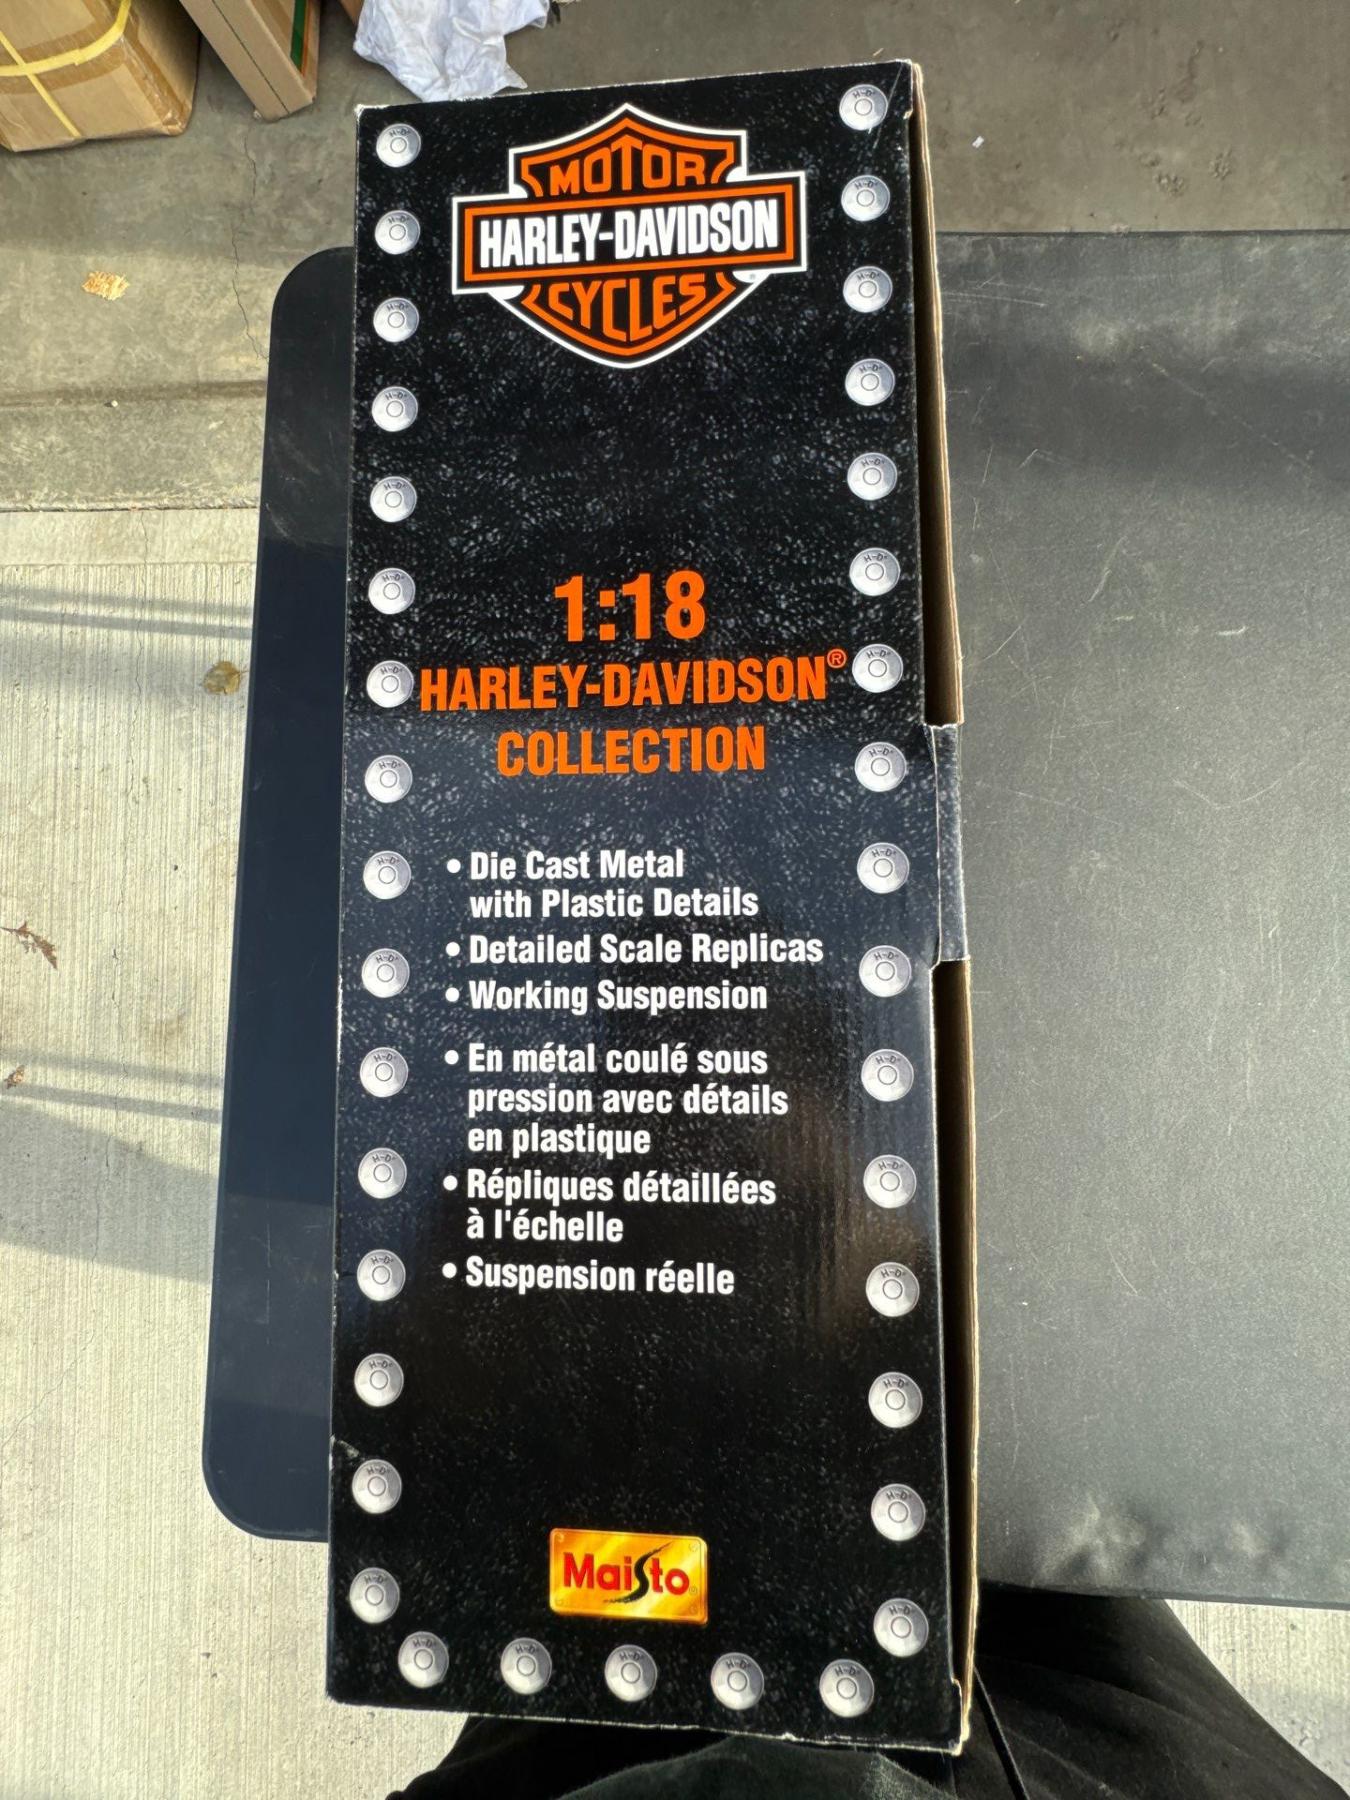 MOTOR
HARLEY-DAVIDSON
CYCLES
®
1:18
HARLEY-DAVIDSON®
COLLECTION
• Die Cast Metal
with Plastic Details
• Detailed Scale Replicas
• Working Suspension
• En métal coulé sous
pression avec détails
en plastique
• Répliques détaillées
à l'échelle
• Suspension réelle
Maisto®
H-D®